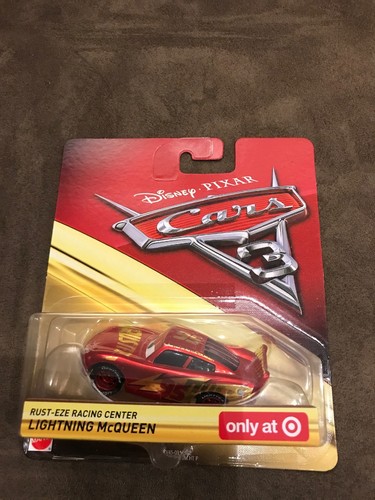 Disney · PIXAR
Cars
3
RUST-EZE RACING CENTER
LIGHTNING McQUEEN
only at